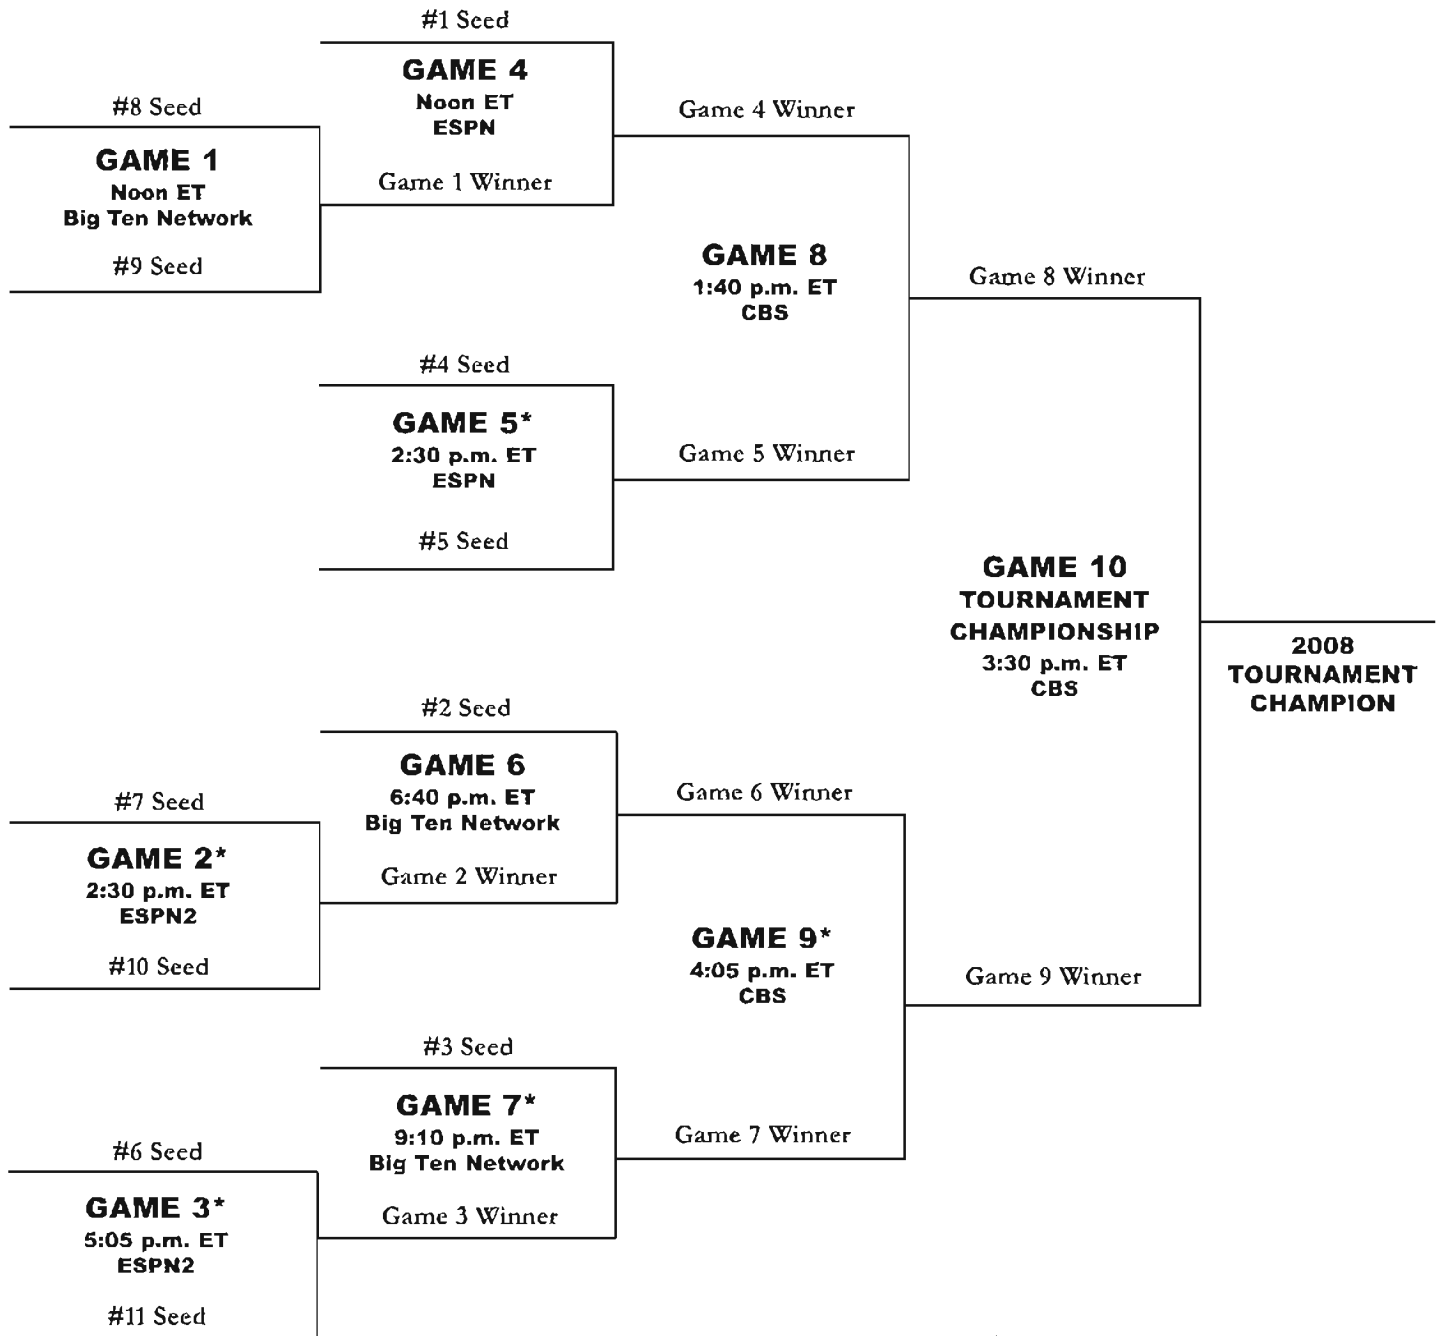 #1 Seed
GAME 4
Noon ET
ESPN
Game 1 Winner
#8 Seed
GAME 1
Noon ET
Big Ten Network
#9 Seed
Game 4 Winner
GAME 8
1:40 p.m. ET
CBS
Game 5 Winner
#4 Seed
GAME 5*
2:30 p.m. ET
ESPN
#5 Seed
Game 8 Winner
GAME 10
TOURNAMENT
CHAMPIONSHIP
3:30 p.m. ET
CBS
2008
TOURNAMENT
CHAMPION
#2 Seed
GAME 6
6:40 p.m. ET
Big Ten Network
Game 2 Winner
#7 Seed
GAME 2*
2:30 p.m. ET
ESPN2
#10 Seed
Game 6 Winner
GAME 9*
4:05 p.m. ET
CBS
Game 7 Winner
Game 9 Winner
#3 Seed
GAME 7*
9:10 p.m. ET
Big Ten Network
Game 3 Winner
#6 Seed
GAME 3*
5:05 p.m. ET
ESPN2
#11 Seed